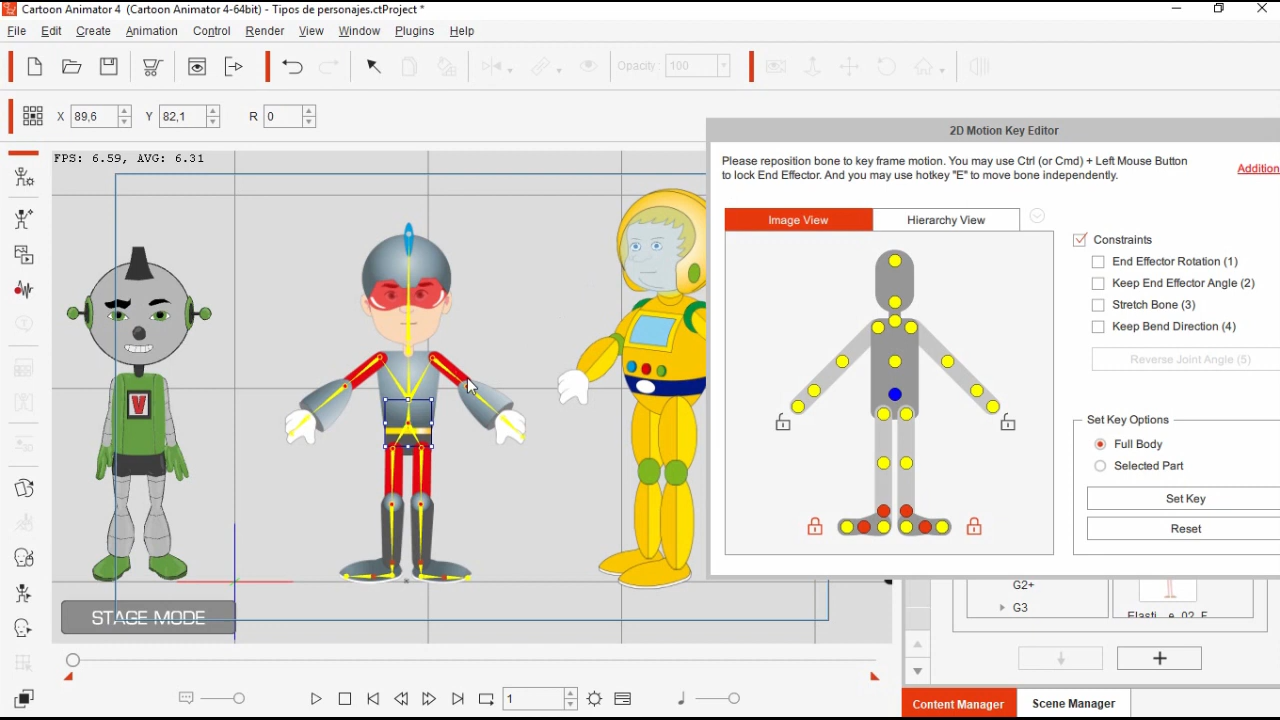 Cartoon Animator 4 (Cartoon Animator 4-64bit) - Tipos de personajes.ctProject *
File Edit Create Animation Control Render View Window Plugins Help
Opacity : 100
X 89,6 Y 82,1 R 0
FPS: 6.59, AVG: 6.31
2D Motion Key Editor
Please reposition bone to key frame motion. You may use Ctrl (or Cmd) + Left Mouse Button
to lock End Effector. And you may use hotkey "E" to move bone independently.
Addition
Image View Hierarchy View
Constraints
End Effector Rotation (1)
Keep End Effector Angle (2)
Stretch Bone (3)
Keep Bend Direction (4)
Reverse Joint Angle (5)
Set Key Options
Full Body
Selected Part
Set Key
Reset
V
STAGE MODE
G2+
G3
1
Content Manager Scene Manager